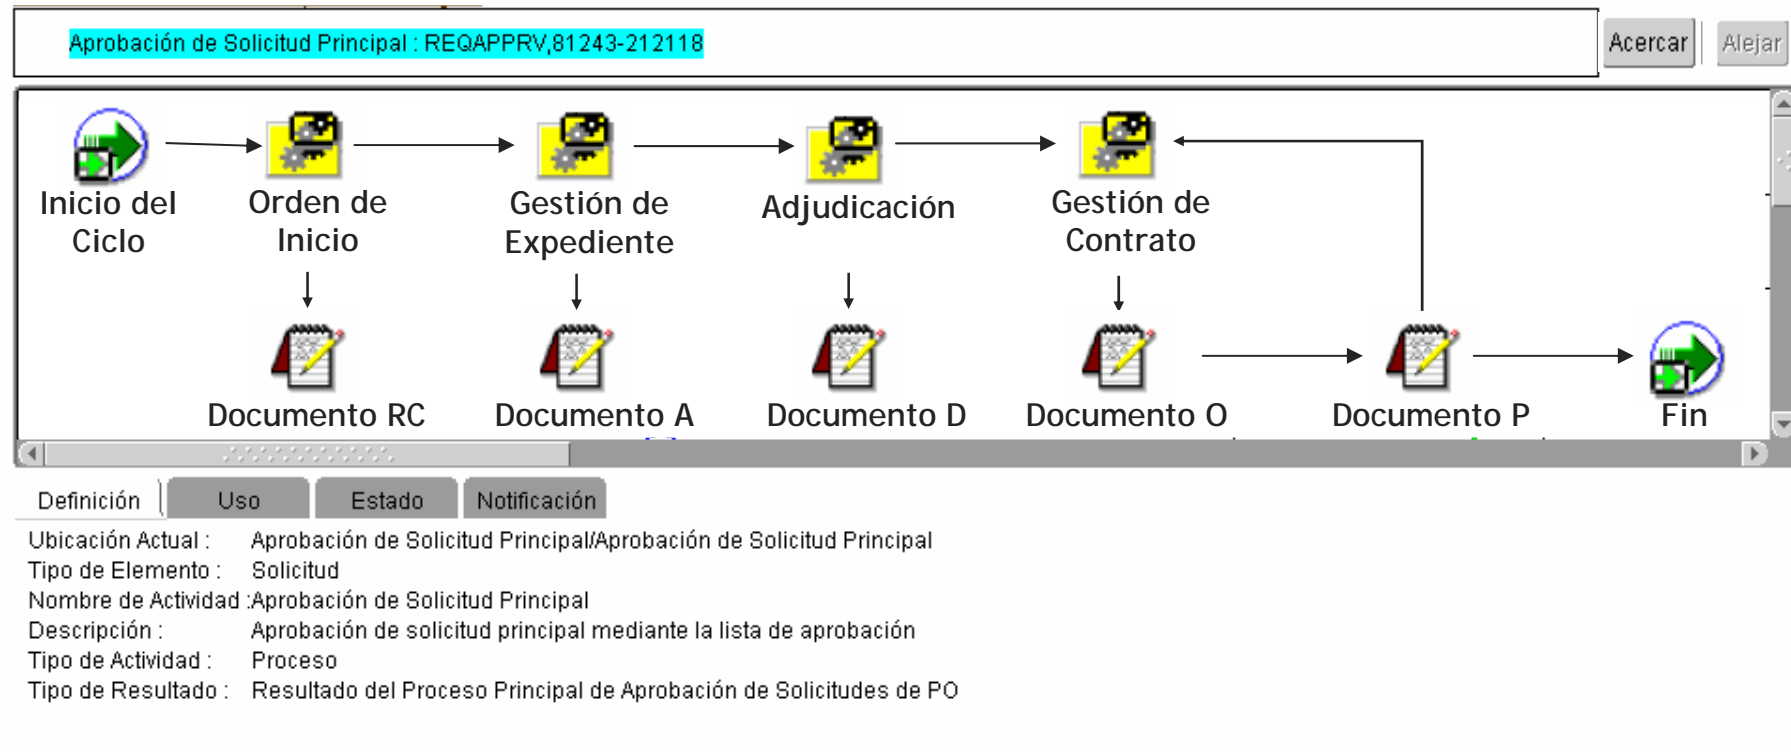 Aprobación de Solicitud Principal : REQAPPRV,81243-212118
Acercar
Alejar
Inicio del
Ciclo
Orden de
Inicio
Gestión de
Expediente
Adjudicación
Gestión de
Contrato
Documento RC
Documento A
Documento D
Documento O
Documento P
Fin
Definición
Uso
Estado
Notificación
Ubicación Actual : Aprobación de Solicitud Principal/Aprobación de Solicitud Principal
Tipo de Elemento : Solicitud
Nombre de Actividad :Aprobación de Solicitud Principal
Descripción : Aprobación de solicitud principal mediante la lista de aprobación
Tipo de Actividad : Proceso
Tipo de Resultado : Resultado del Proceso Principal de Aprobación de Solicitudes de PO